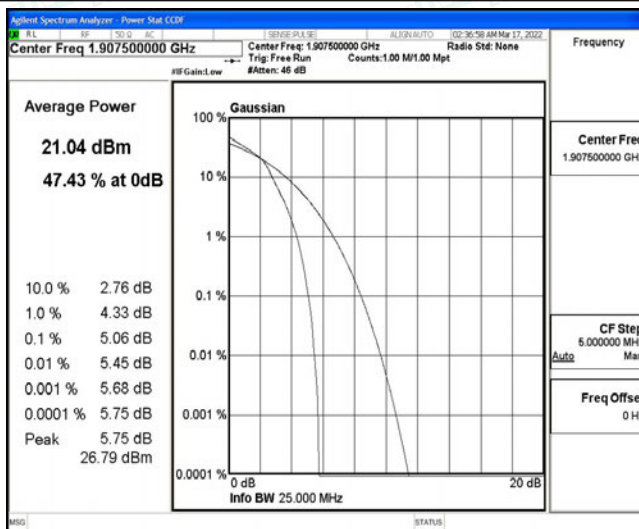 Agilent Spectrum Analyzer - Power Stat CCDF
RL RF 50 Ω AC SENSE:PULSE ALIGN AUTO 02:36:58 AM Mar 17, 2022
Center Freq 1.907500000 GHz
Center Freq: 1.907500000 GHz Radio Std: None
Trig: Free Run Counts:1.00 M/1.00 Mpt
#IFGain:Low #Atten: 46 dB
Frequency
Average Power
21.04 dBm
47.43 % at 0dB
10.0 % 2.76 dB
1.0 % 4.33 dB
0.1 % 5.06 dB
0.01 % 5.45 dB
0.001 % 5.68 dB
0.0001 % 5.75 dB
Peak 5.75 dB
26.79 dBm
Gaussian
100 %
10 %
1 %
0.1 %
0.01 %
0.001 %
0.0001 %
0 dB 20 dB
Info BW 25.000 MHz
Center Fre
1.907500000 GH
CF Step
5.000000 MH
Auto Ma
Freq Offse
0 H
MSG STATUS